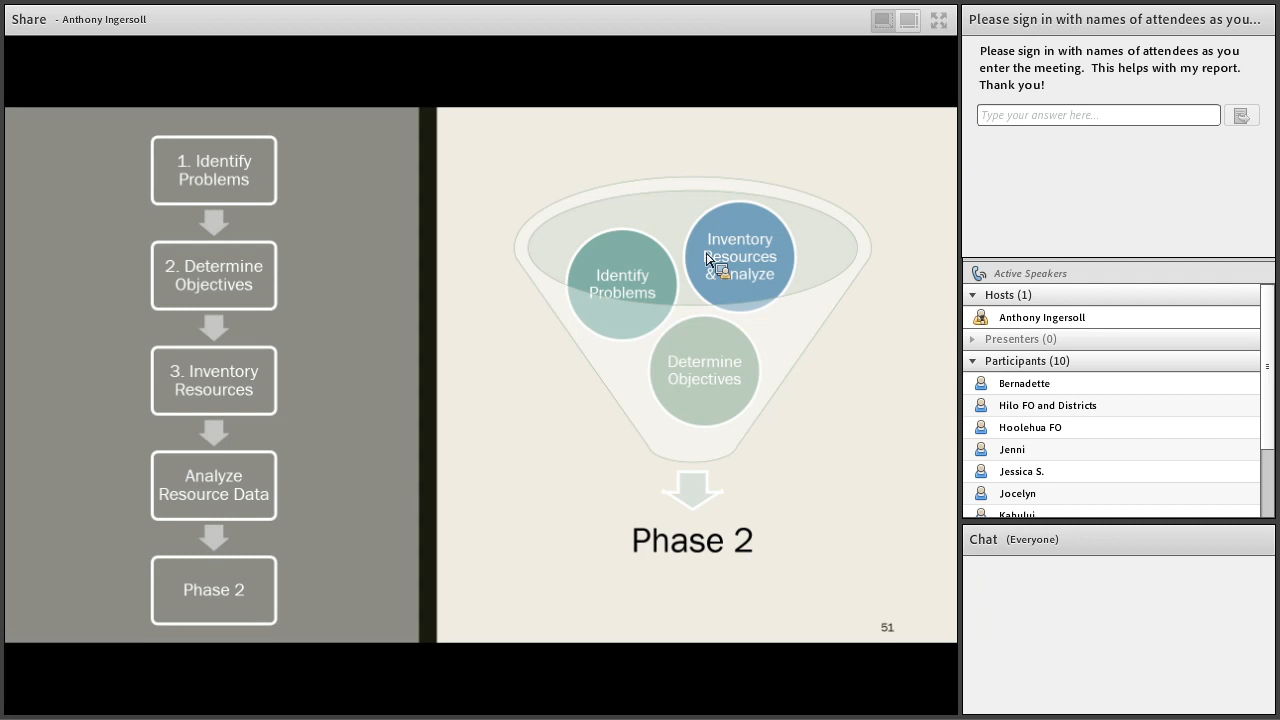 Share - Anthony Ingersoll
1. Identify
Problems
2. Determine
Objectives
3. Inventory
Resources
Analyze
Resource Data
Phase 2
Inventory
Resources
& Analyze
Identify
Problems
Determine
Objectives
Phase 2
51
Please sign in with names of attendees as you...
Please sign in with names of attendees as you
enter the meeting. This helps with my report.
Thank you!
Type your answer here...
Active Speakers
Hosts (1)
Anthony Ingersoll
Presenters (0)
Participants (10)
Bernadette
Hilo FO and Districts
Hoolehua FO
Jenni
Jessica S.
Jocelyn
Kahului
Chat (Everyone)